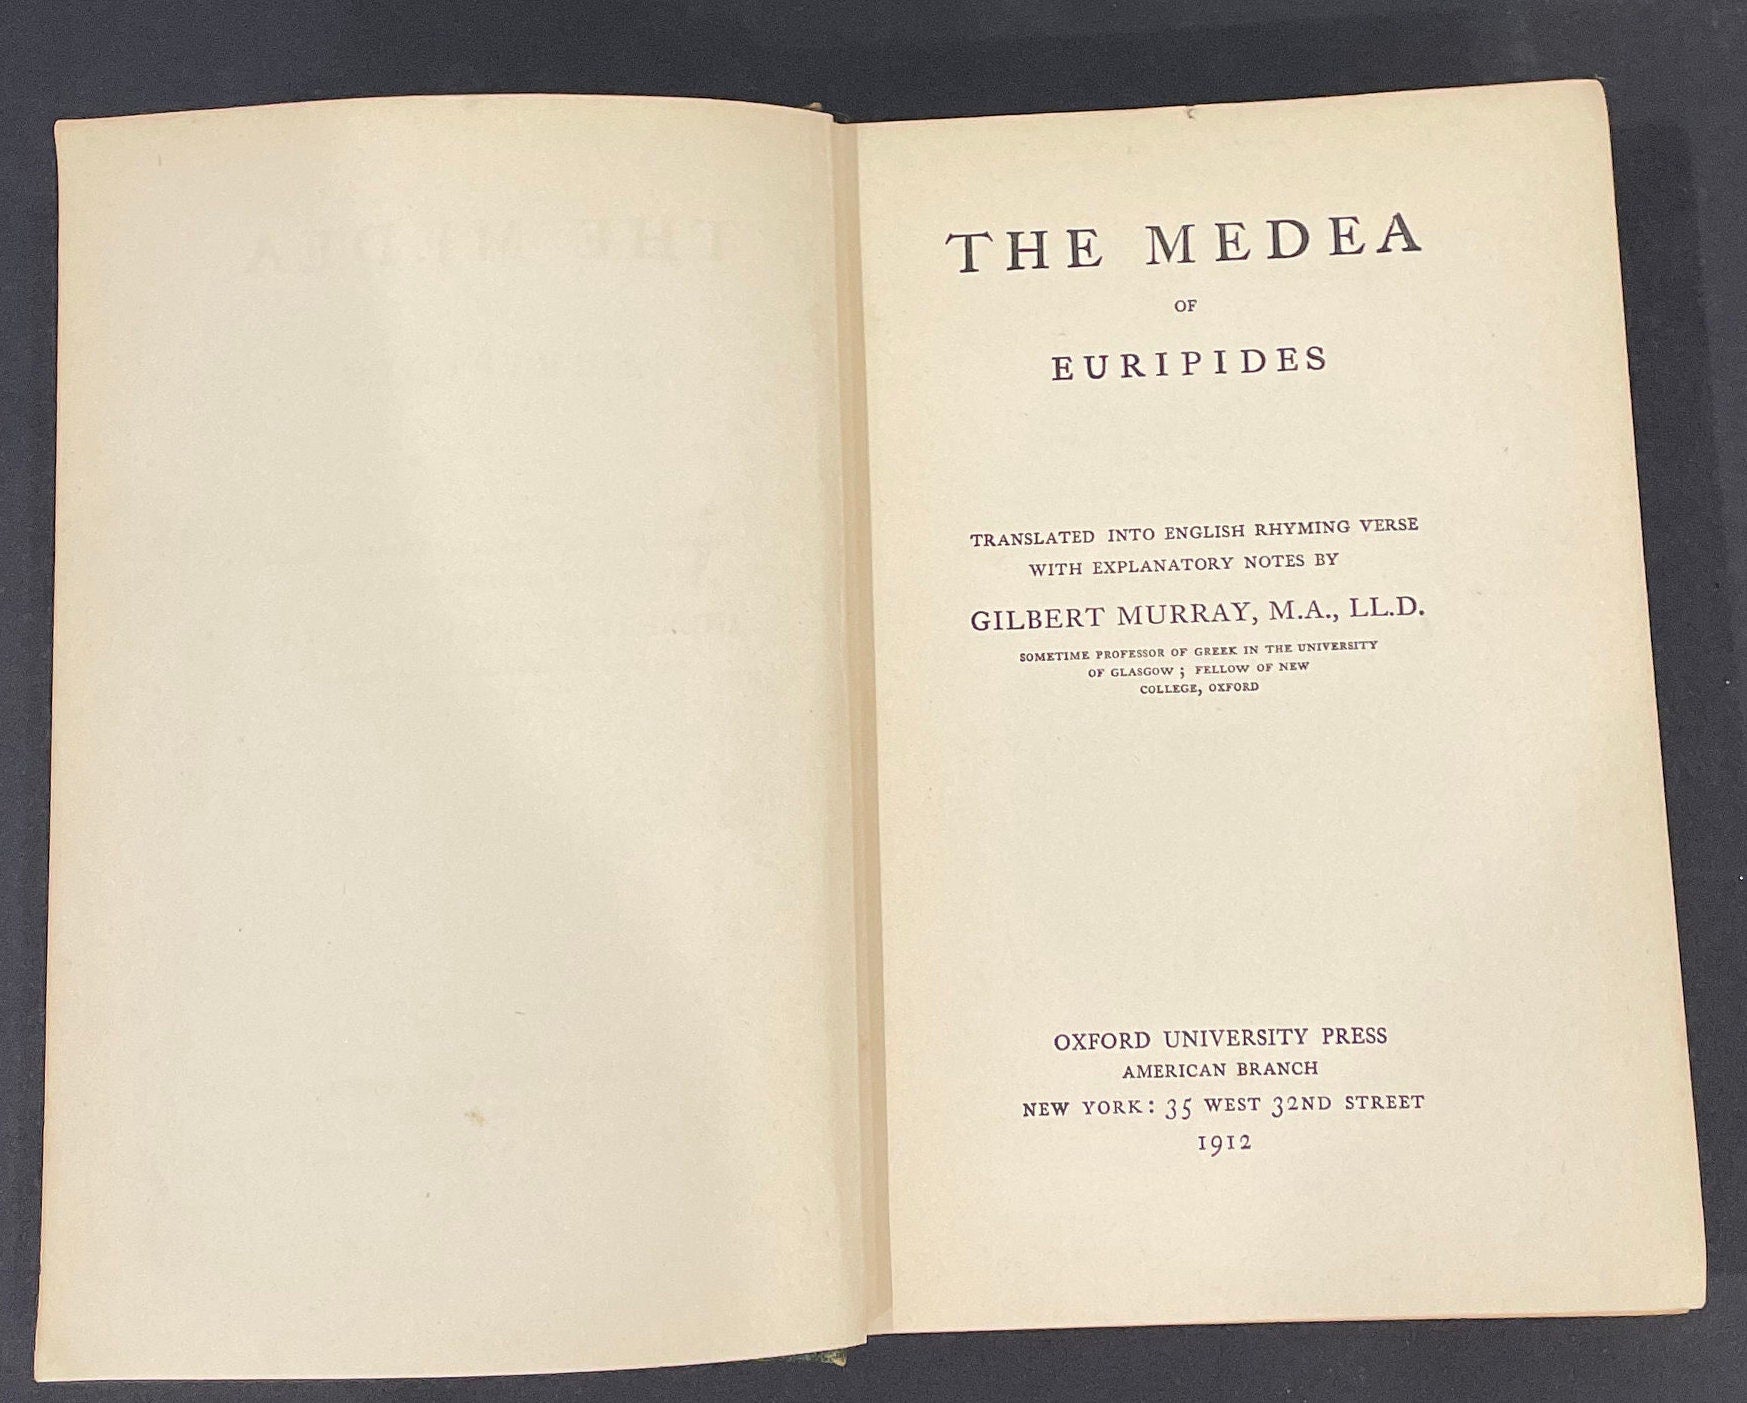 THE MEDEA
OF
EURIPIDES
TRANSLATED INTO ENGLISH RHYMING VERSE
WITH EXPLANATORY NOTES BY
GILBERT MURRAY, M.A., LL.D.
SOMETIME PROFESSOR OF GREEK IN THE UNIVERSITY
OF GLASGOW ; FELLOW OF NEW
COLLEGE, OXFORD
OXFORD UNIVERSITY PRESS
AMERICAN BRANCH
NEW YORK: 35 WEST 32ND STREET
1912